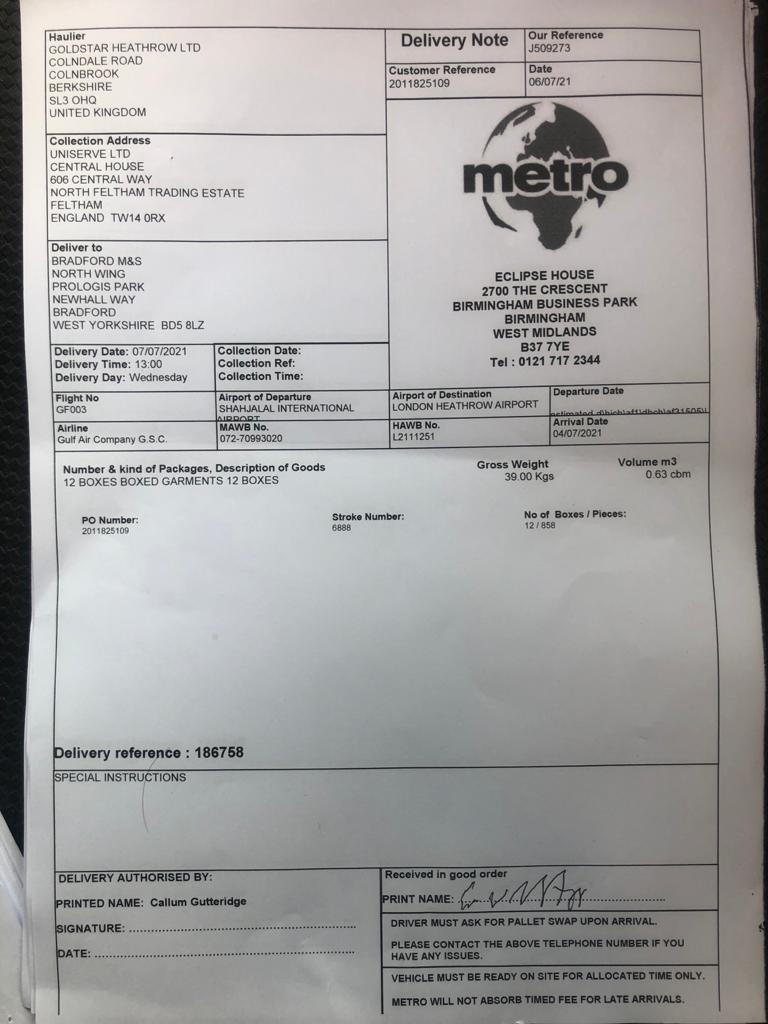 Haulier
GOLDSTAR HEATHROW LTD
COLNDALE ROAD
COLNBROOK
BERKSHIRE
SL3 OHQ
UNITED KINGDOM
Delivery Note
Our Reference
J509273
Customer Reference
2011825109
Date
06/07/21
Collection Address
UNISERVE LTD
CENTRAL HOUSE
606 CENTRAL WAY
NORTH FELTHAM TRADING ESTATE
FELTHAM
ENGLAND TW14 0RX
metro
Deliver to
BRADFORD M&S
NORTH WING
PROLOGIS PARK
NEWHALL WAY
BRADFORD
WEST YORKSHIRE BD5 8LZ
ECLIPSE HOUSE
2700 THE CRESCENT
BIRMINGHAM BUSINESS PARK
BIRMINGHAM
WEST MIDLANDS
B37 7YE
Tel : 0121 717 2344
Delivery Date: 07/07/2021
Delivery Time: 13:00
Delivery Day: Wednesday
Collection Date:
Collection Ref:
Collection Time:
Flight No
GF003
Airport of Departure
SHAHJALAL INTERNATIONAL
AIRPORT
Airport of Destination
LONDON HEATHROW AIRPORT
Departure Date
Airline
Gulf Air Company G.S.C.
MAWB No.
072-70993020
HAWB No.
L2111251
Arrival Date
04/07/2021
Number & kind of Packages, Description of Goods
12 BOXES BOXED GARMENTS 12 BOXES
Gross Weight
39.00 Kgs
Volume m3
0.63 cbm
PO Number:
2011825109
Stroke Number:
6888
No of Boxes / Pieces:
12 / 858
Delivery reference : 186758
SPECIAL INSTRUCTIONS
DELIVERY AUTHORISED BY:
PRINTED NAME: Callum Gutteridge
SIGNATURE:
DATE:
Received in good order
PRINT NAME:
DRIVER MUST ASK FOR PALLET SWAP UPON ARRIVAL.
PLEASE CONTACT THE ABOVE TELEPHONE NUMBER IF YOU
HAVE ANY ISSUES.
VEHICLE MUST BE READY ON SITE FOR ALLOCATED TIME ONLY.
METRO WILL NOT ABSORB TIMED FEE FOR LATE ARRIVALS.